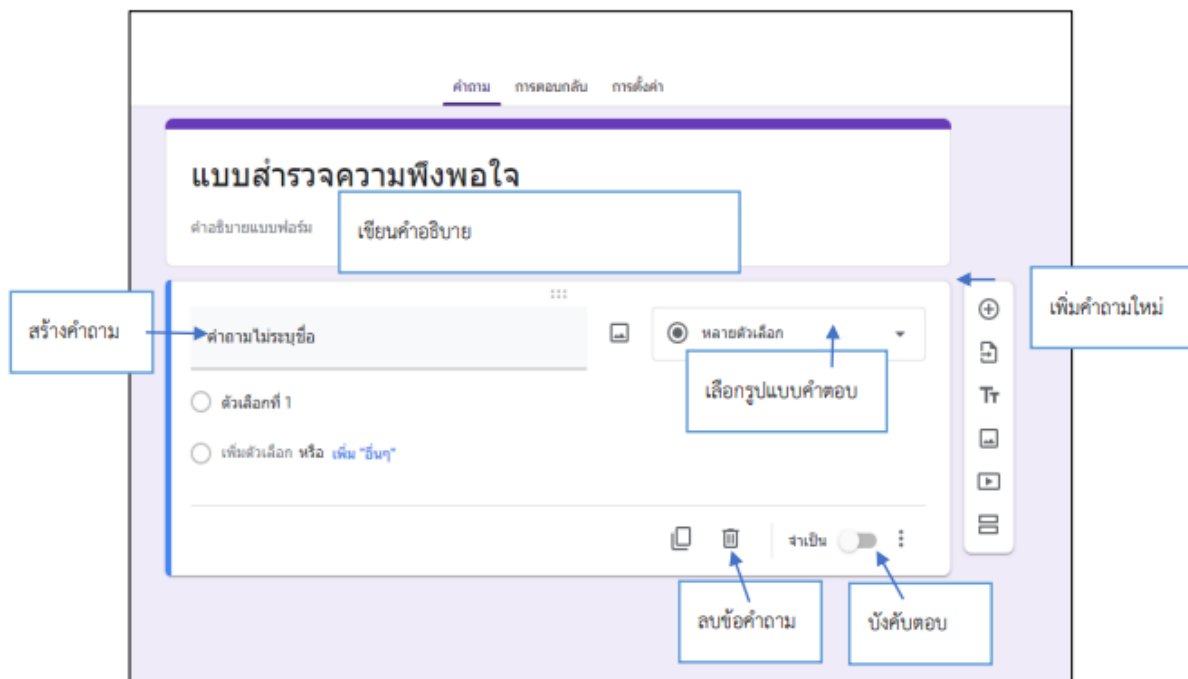 คำถาม การตอบกลับ การตั้งค่า
แบบสำรวจความพึงพอใจ
คำอธิบายแบบฟอร์ม
เขียนคำอธิบาย
เพิ่มคำถามใหม่
สร้างคำถาม
คำถามไม่ระบุชื่อ
หลายตัวเลือก
เลือกรูปแบบคำตอบ
ตัวเลือกที่ 1
เพิ่มตัวเลือก หรือ เพิ่ม "อื่นๆ"
จำเป็น
ลบข้อคำถาม
บังคับตอบ